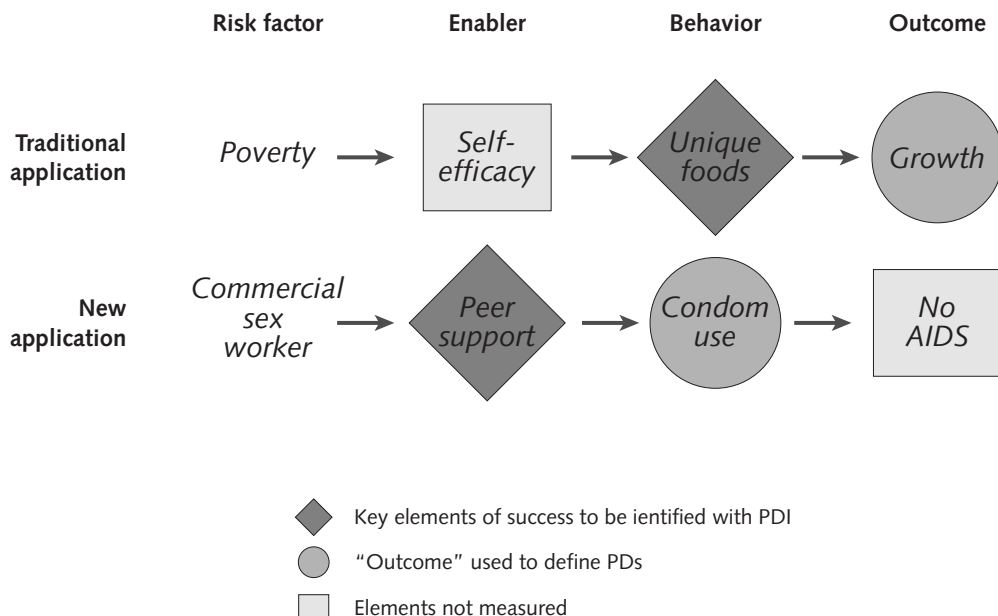 Risk factor Enabler Behavior Outcome
Traditional
application
Poverty
Self-
efficacy
Unique
foods
Growth
New
application
Commercial
sex
worker
Peer
support
Condom
use
No
AIDS
Key elements of success to be ientified with PDI
“Outcome” used to define PDs
Elements not measured